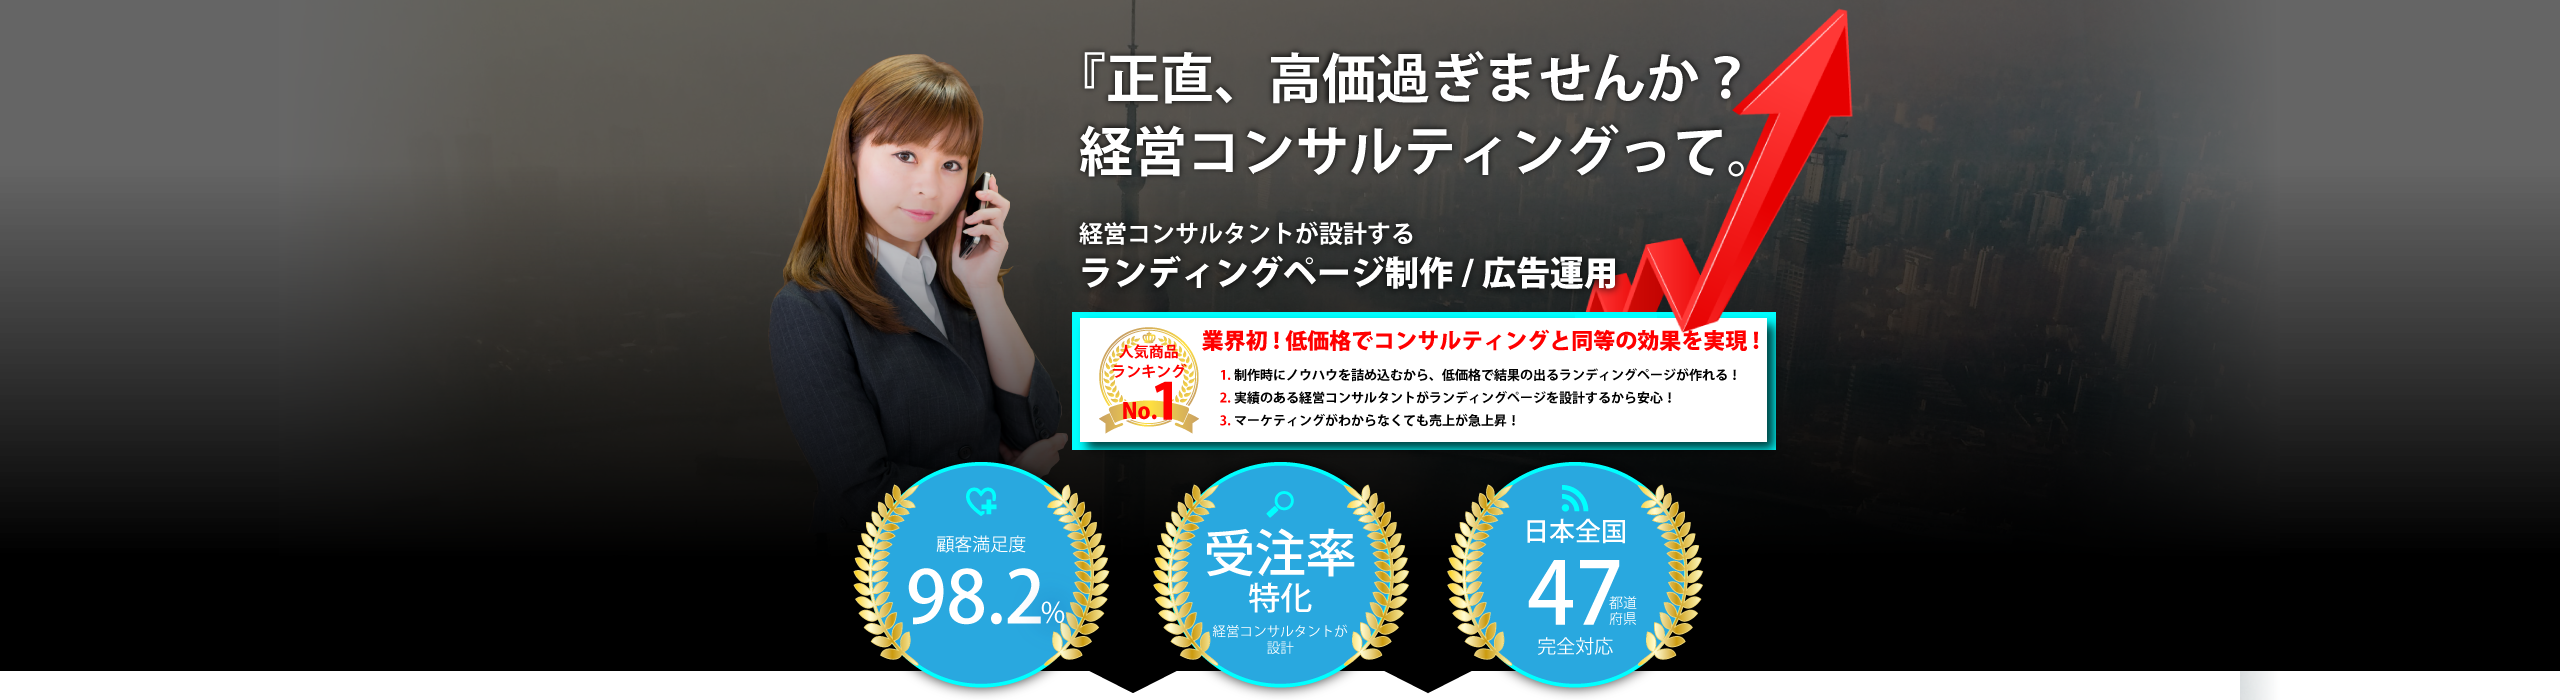 『正直、高価過ぎませんか？
経営コンサルティングって。
経営コンサルタントが設計する
ランディングページ制作 / 広告運用
人気商品
ランキング
No.1
業界初！低価格でコンサルティングと同等の効果を実現！
1. 制作時にノウハウを詰め込むから、低価格で結果の出るランディングページが作れる！
2. 実績のある経営コンサルタントがランディングページを設計するから安心！
3. マーケティングがわからなくても売上が急上昇！
顧客満足度
98.2%
受注率
特化
経営コンサルタントが
設計
日本全国
47都道
府県
完全対応